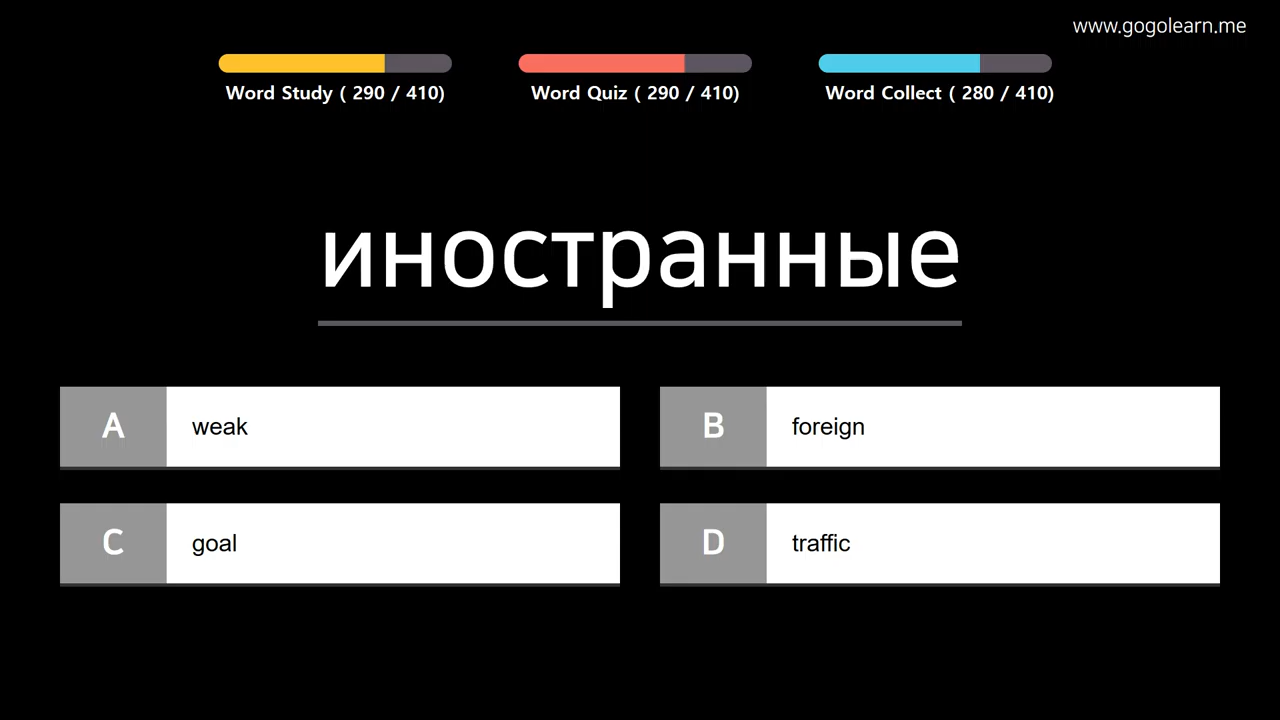 www.gogolearn.me
Word Study ( 290 / 410)
Word Quiz ( 290 / 410)
Word Collect ( 280 / 410)
иностранные
A
weak
B
foreign
C
goal
D
traffic